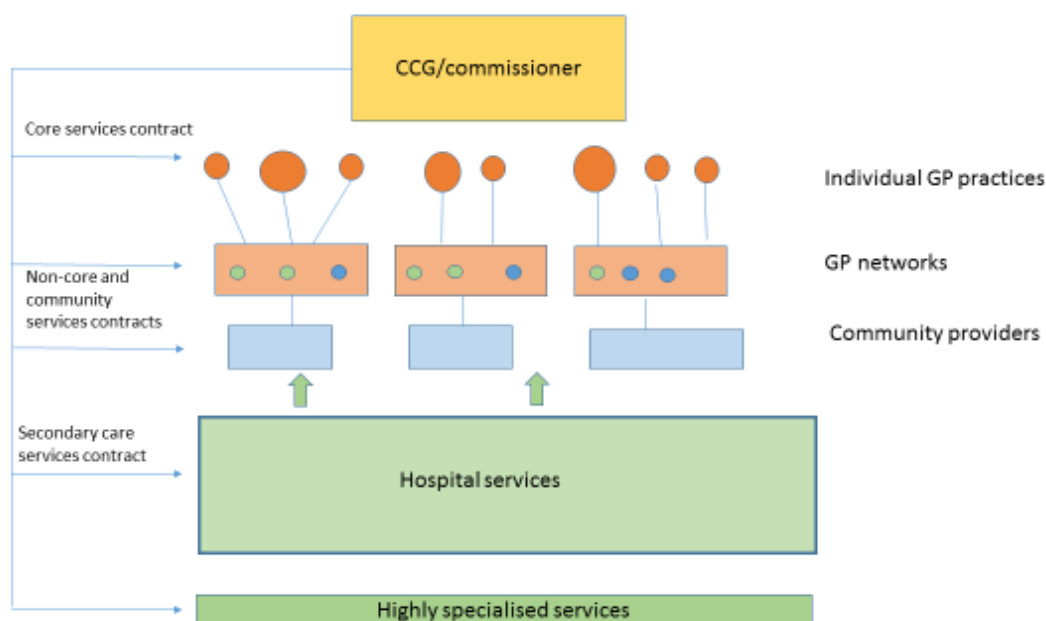 CCG/commissioner
Core services contract
Individual GP practices
GP networks
Non-core and
community
services contracts
Community providers
Secondary care
services contract
Hospital services
Highly specialised services